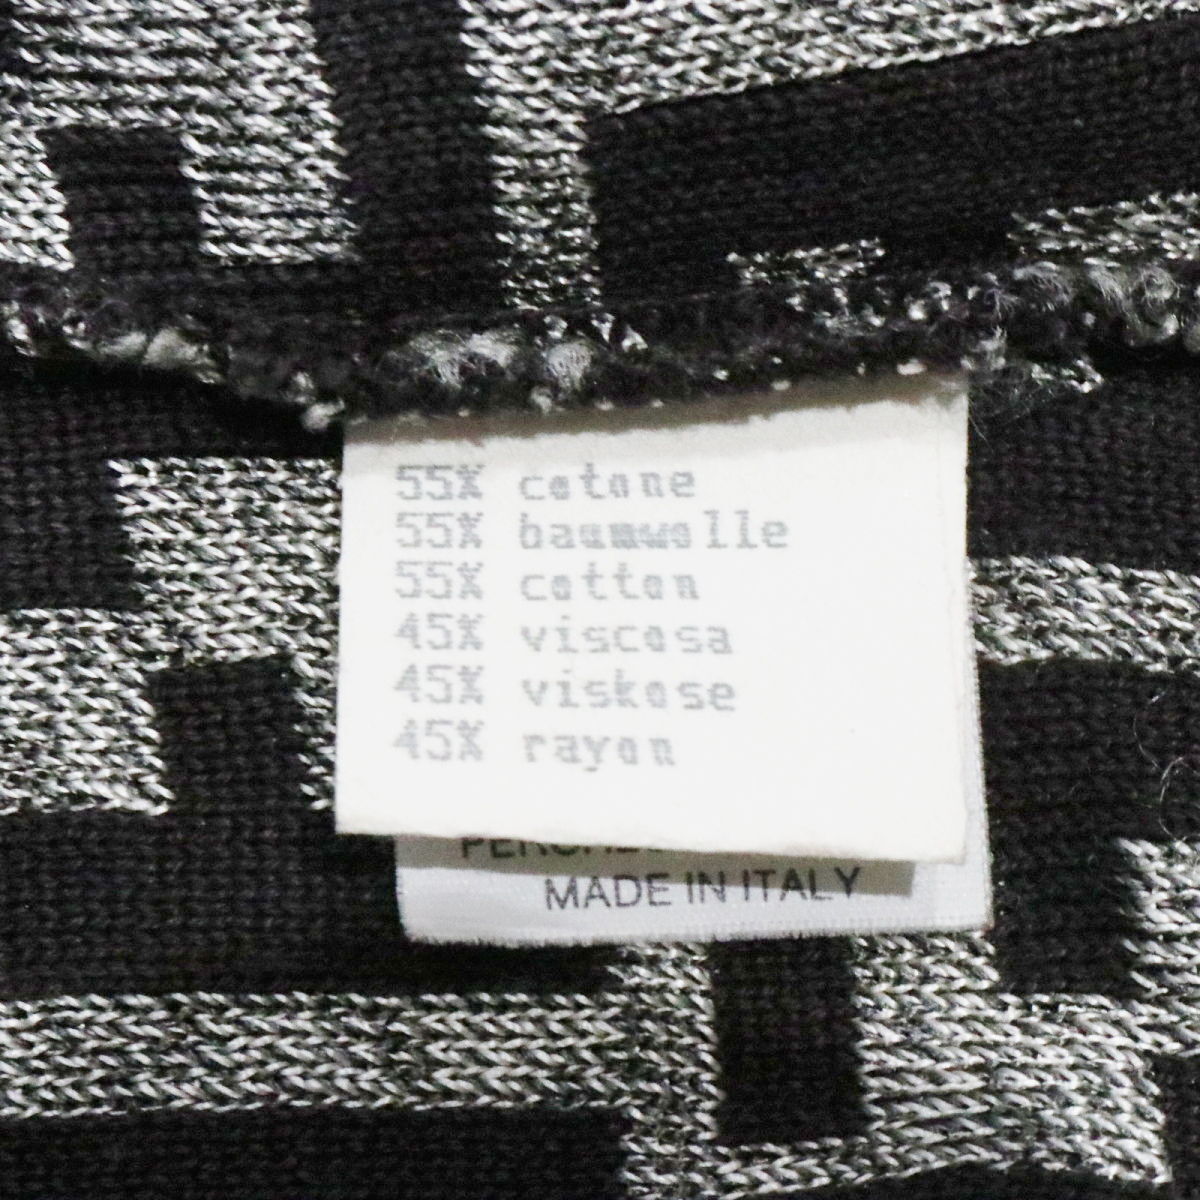 55% cotone
55% baumwolle
55% cotton
45% viscosa
45% viskose
45% rayon
MADE IN ITALY